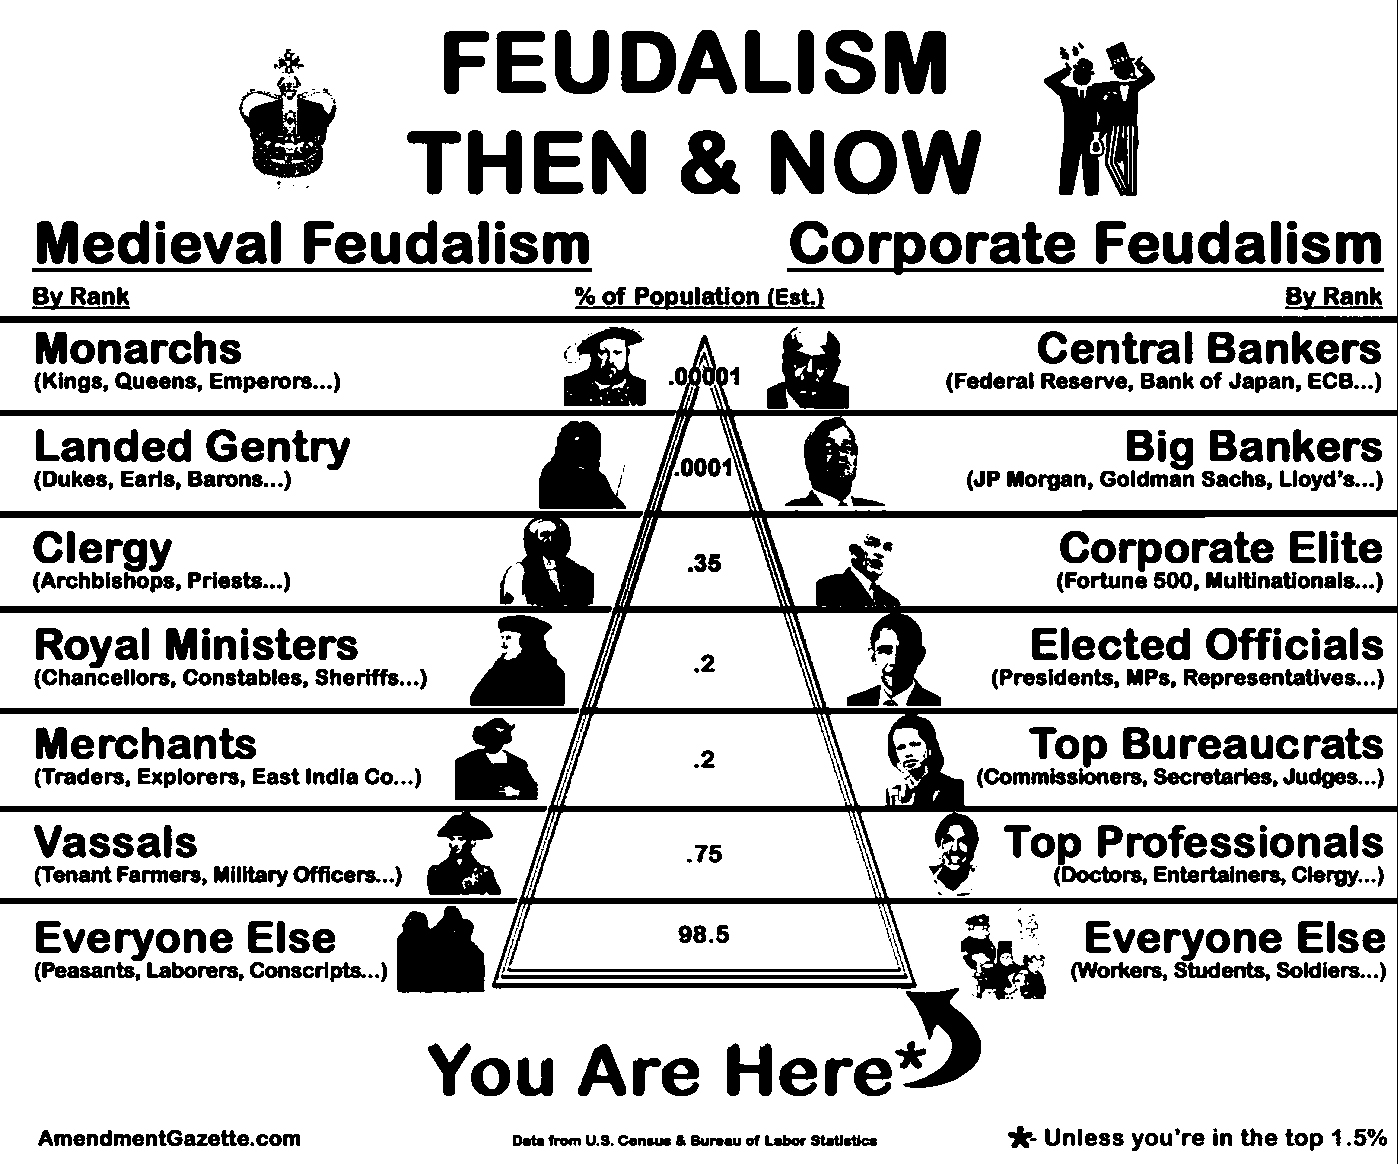 FEUDALISM
THEN & NOW
Medieval Feudalism
Corporate Feudalism
By Rank
% of Population (Est.)
By Rank
Monarchs
(Kings, Queens, Emperors...)
.00001
Central Bankers
(Federal Reserve, Bank of Japan, ECB...)
Landed Gentry
(Dukes, Earls, Barons...)
.0001
Big Bankers
(JP Morgan, Goldman Sachs, Lloyd's...)
Clergy
(Archbishops, Priests...)
.35
Corporate Elite
(Fortune 500, Multinationals...)
Royal Ministers
(Chancellors, Constables, Sheriffs...)
.2
Elected Officials
(Presidents, MPs, Representatives...)
Merchants
(Traders, Explorers, East India Co...)
.2
Top Bureaucrats
(Commissioners, Secretaries, Judges...)
Vassals
(Tenant Farmers, Military Officers...)
.75
Top Professionals
(Doctors, Entertainers, Clergy...)
Everyone Else
(Peasants, Laborers, Conscripts...)
98.5
Everyone Else
(Workers, Students, Soldiers...)
You Are Here*
AmendmentGazette.com
Data from U.S. Census & Bureau of Labor Statistics
*- Unless you're in the top 1.5%